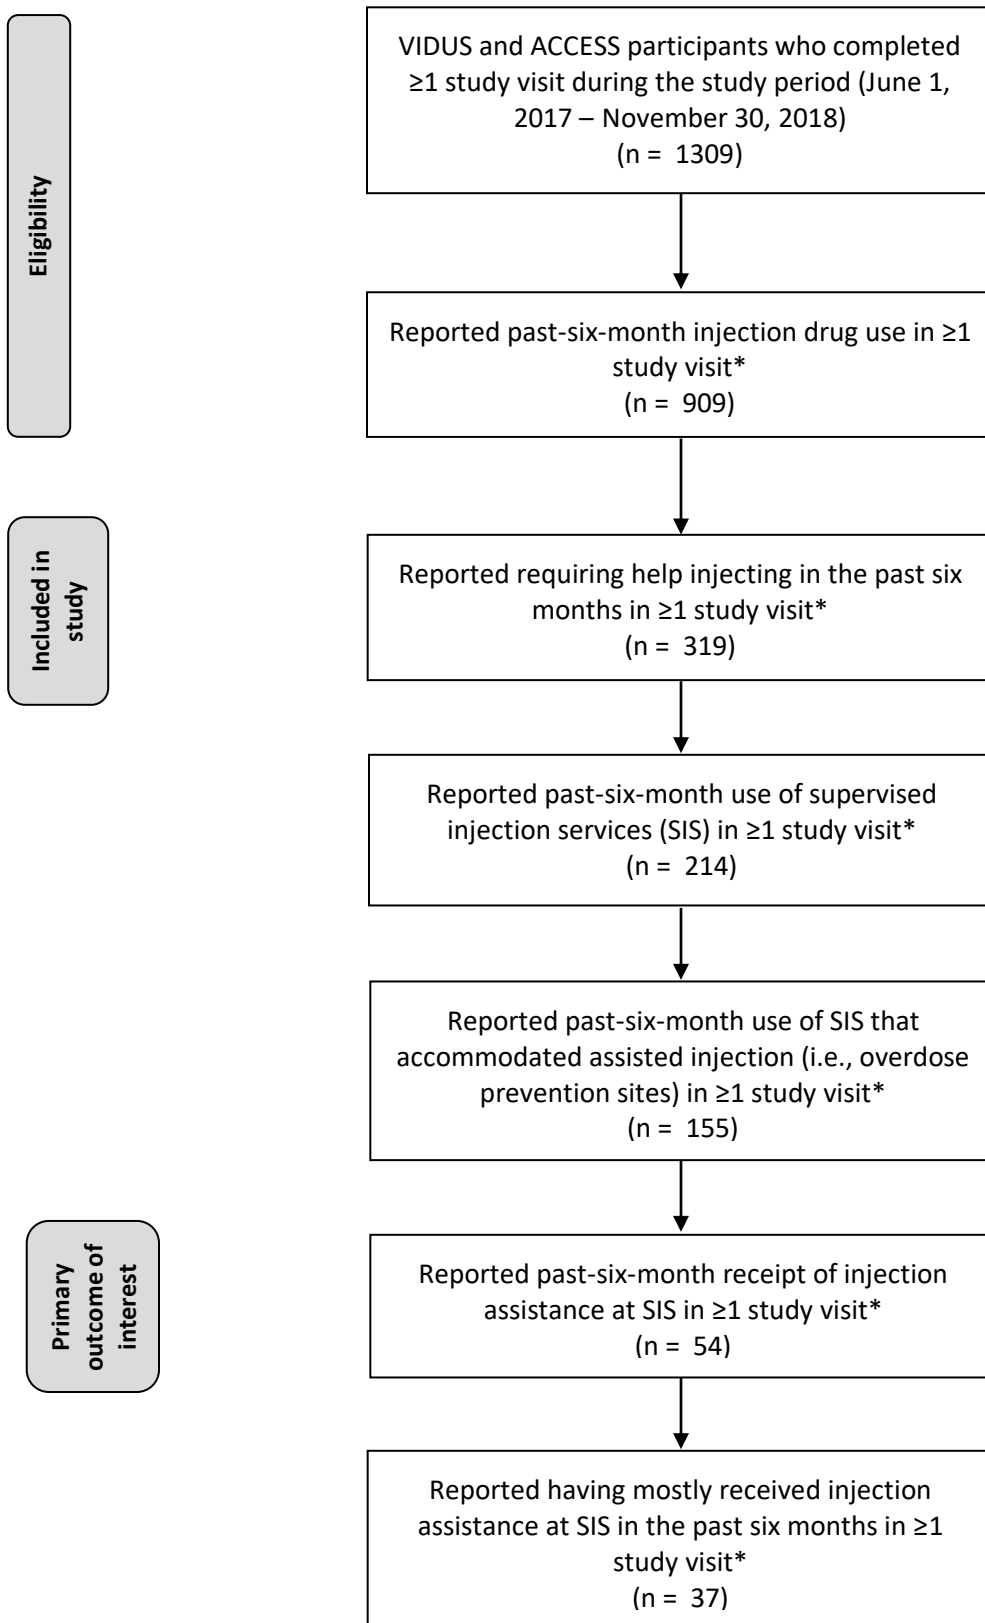 VIDUS and ACCESS participants who completed
≥1 study visit during the study period (June 1,
2017 – November 30, 2018)
(n = 1309)
Eligibility
Reported past-six-month injection drug use in ≥1
study visit*
(n = 909)
Included in
study
Reported requiring help injecting in the past six
months in ≥1 study visit*
(n = 319)
Reported past-six-month use of supervised
injection services (SIS) in ≥1 study visit*
(n = 214)
Reported past-six-month use of SIS that
accommodated assisted injection (i.e., overdose
prevention sites) in ≥1 study visit*
(n = 155)
Primary
outcome of
interest
Reported past-six-month receipt of injection
assistance at SIS in ≥1 study visit*
(n = 54)
Reported having mostly received injection
assistance at SIS in the past six months in ≥1
study visit*
(n = 37)